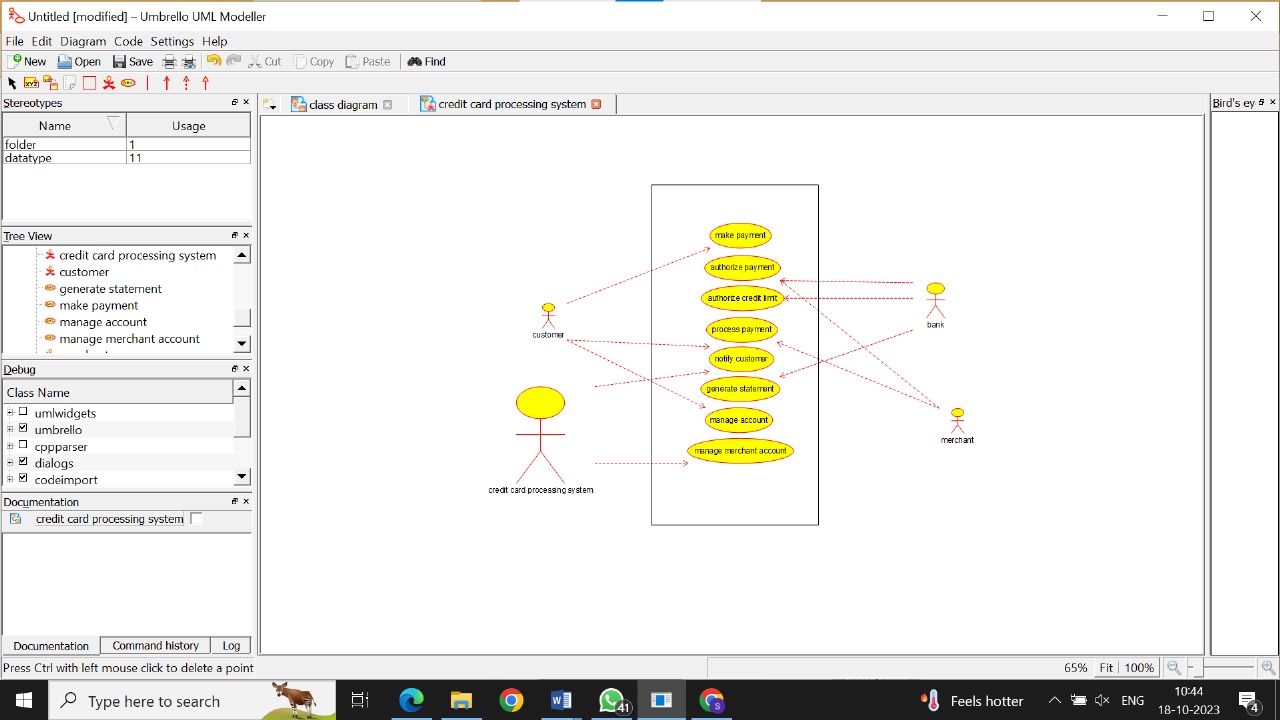 Untitled [modified] – Umbrello UML Modeller
File Edit Diagram Code Settings Help
New Open Save Cut Copy Paste Find
XYZ
Stereotypes
Name Usage
folder 1
datatype 11
Tree View
credit card processing system
customer
generate statement
make payment
manage account
manage merchant account
Debug
Class Name
umlwidgets
umbrello
cppparser
dialogs
codeimport
Documentation
credit card processing system
Documentation Command history Log
Press Ctrl with left mouse click to delete a point
class diagram credit card processing system
make payment
authorize payment
authorize credit limt
process payment
notify customer
generate statement
manage account
manage merchant account
customer
credit card processing system
bank
merchant
Bird's ey
65% Fit 100%
Type here to search
41
S
Feels hotter
ENG
10:44
18-10-2023
4